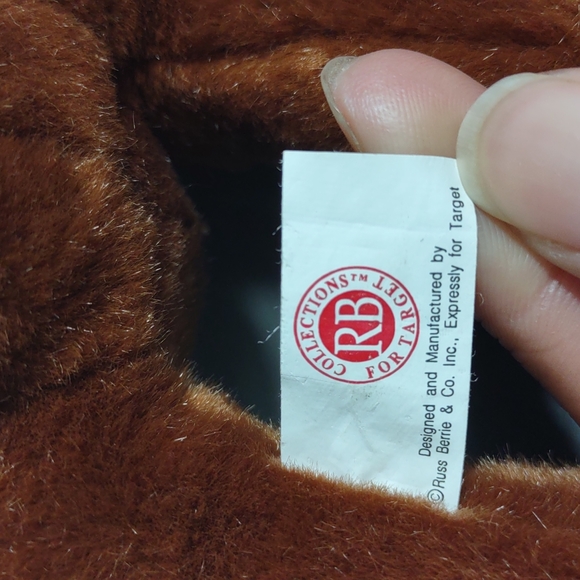 COLLECTIONS™
RB
FOR TARGET
Designed and Manufactured by
©Russ Berrie & Co. Inc., Expressly for Target